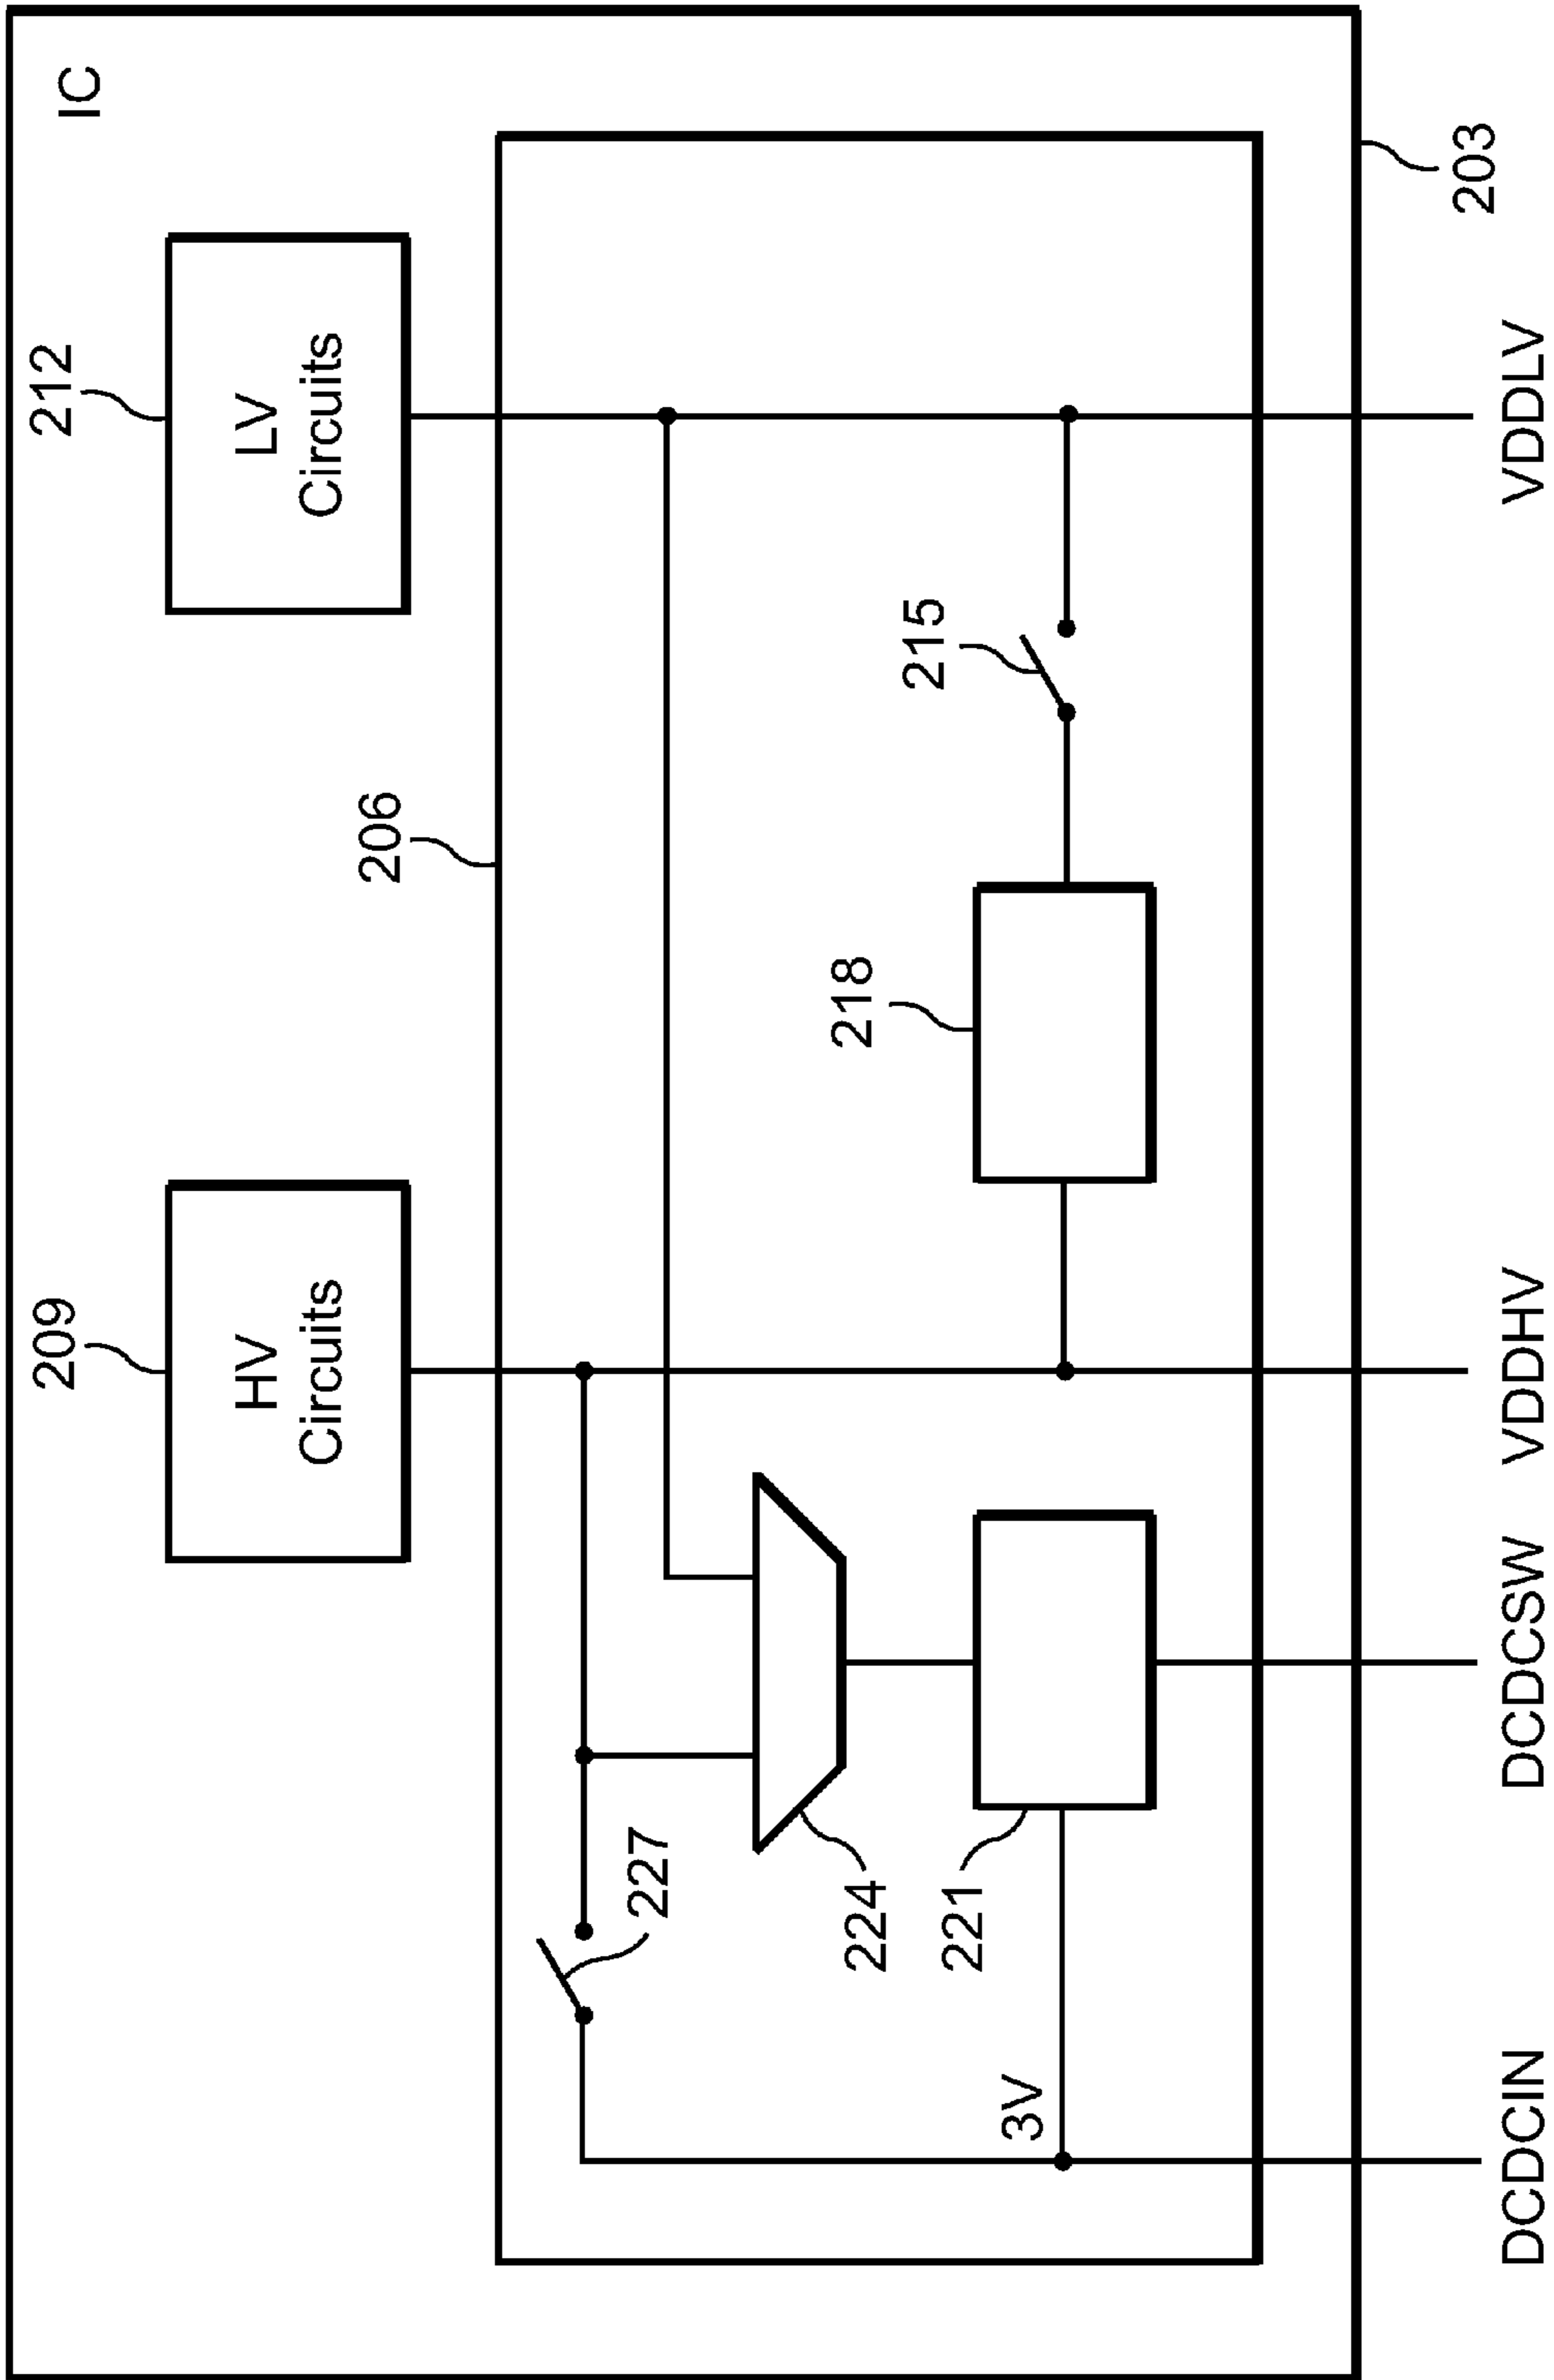 IC
209
HV
Circuits
212
LV
Circuits
206
227
224
221
3V
218
215
203
DCDCIN
DCDCSW
VDDHV
VDDLV